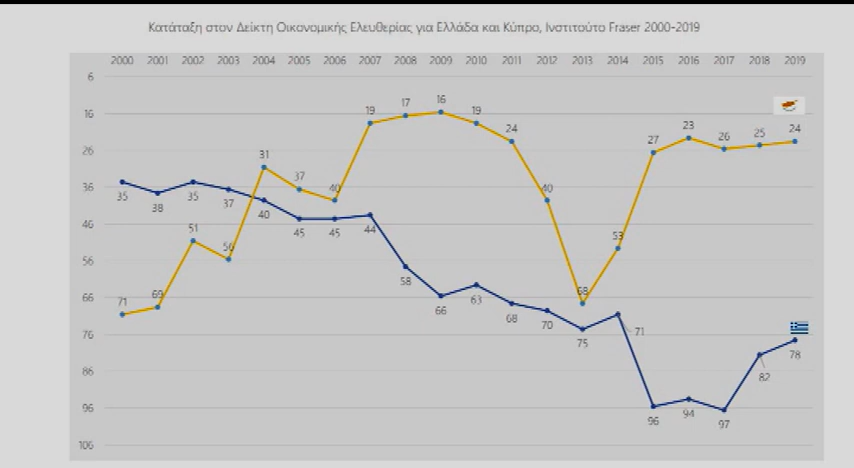 Κατάταξη στον Δείκτη Οικονομικής Ελευθερίας για Ελλάδα και Κύπρο, Ινστιτούτο Fraser 2000-2019
2000 2001 2002 2003 2004 2005 2006 2007 2008 2009 2010 2011 2012 2013 2014 2015 2016 2017 2018 2019
6
16
26
36
46
56
66
76
86
96
106
71 69 51 56 31 37 40 19 17 16 19 24 40 68 53 27 23 26 25 24
35 38 35 37 40 45 45 44 58 66 63 68 70 75 71 96 94 97 82 78